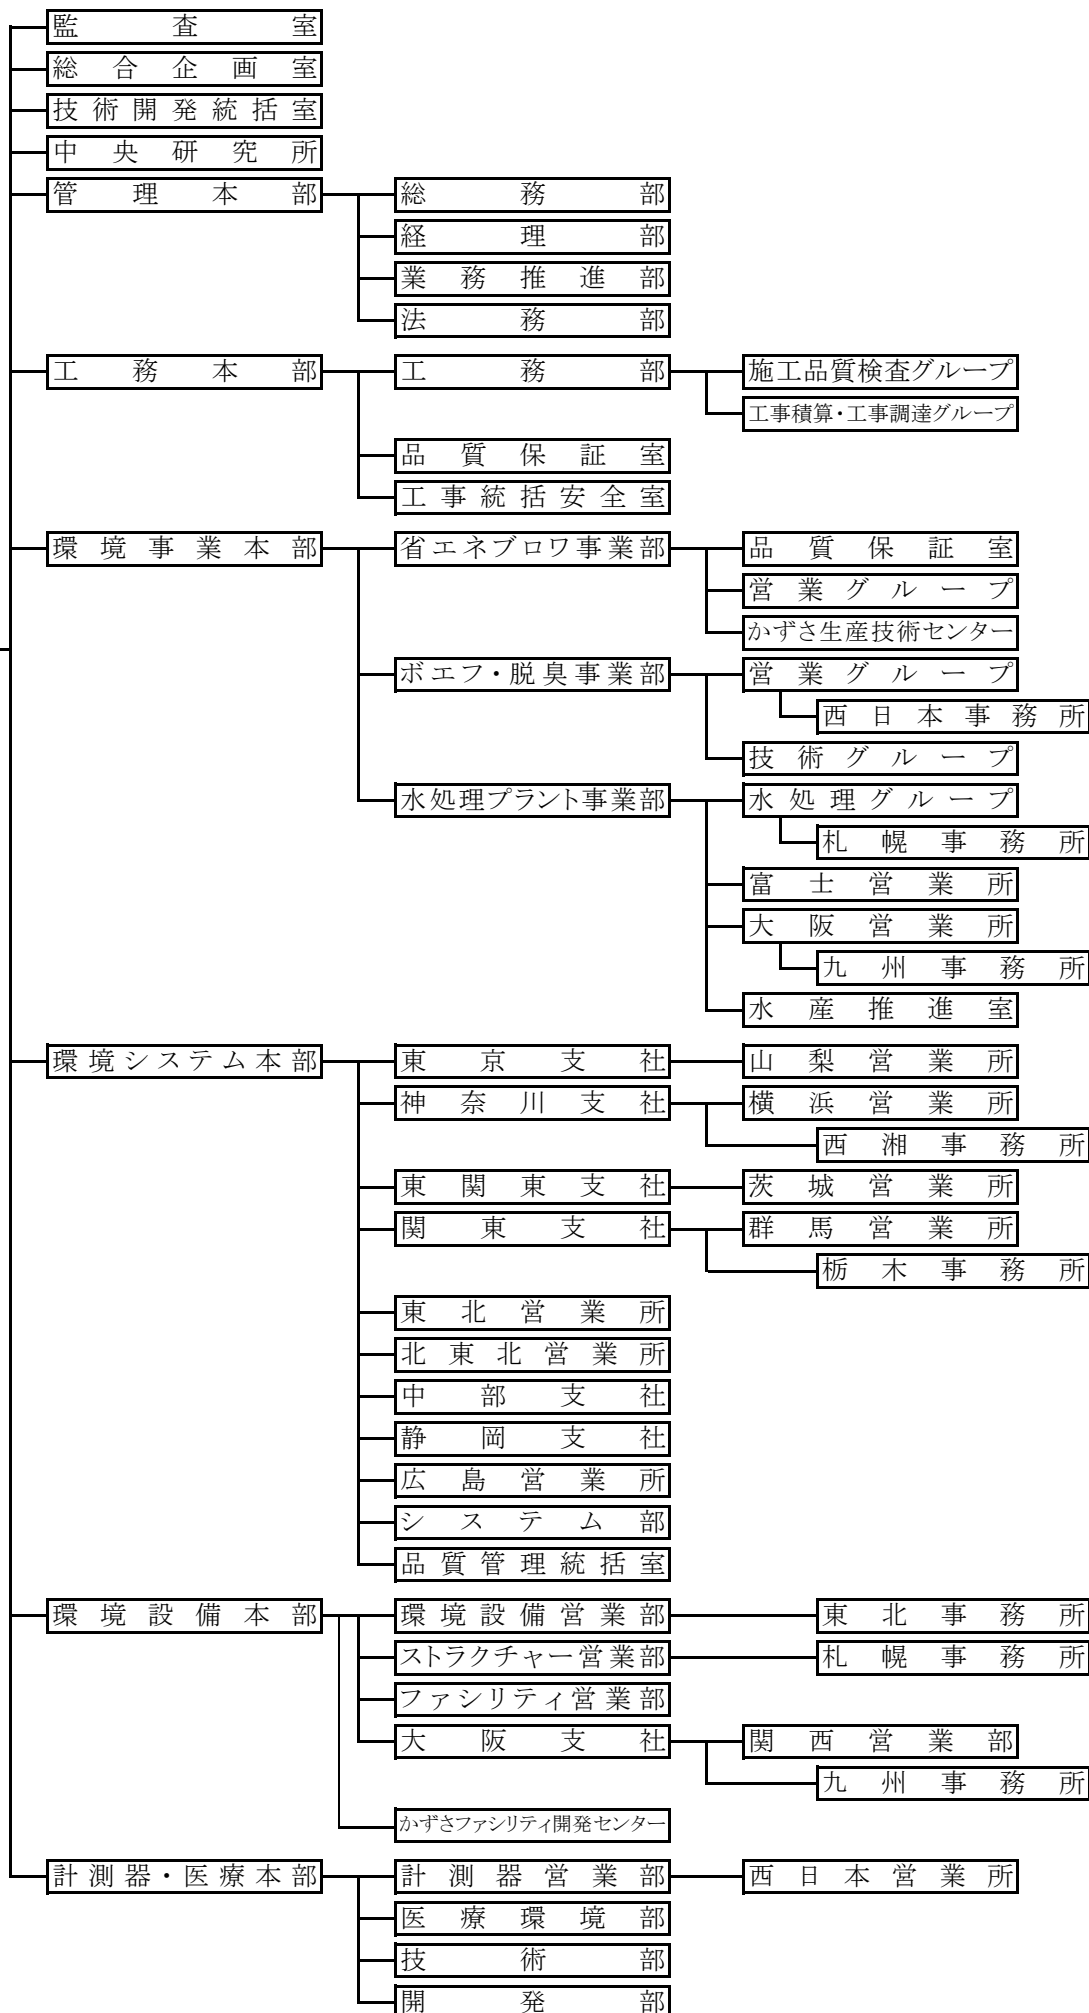 監査室
総合企画室
技術開発統括室
中央研究所
管理本部 総務部
経理部
業務推進部
法務部
工務本部 工務部 施工品質検査グループ
工事積算・工事調達グループ
品質保証室
工事統括安全室
環境事業本部 省エネブロワ事業部 品質保証室
営業グループ
かずさ生産技術センター
ボエフ・脱臭事業部 営業グループ
西日本事務所
技術グループ
水処理プラント事業部 水処理グループ
札幌事務所
富士営業所
大阪営業所
九州事務所
水産推進室
環境システム本部 東京支社 山梨営業所
神奈川支社 横浜営業所
西湘事務所
東関東支社 茨城営業所
関東支社 群馬営業所
栃木事務所
東北営業所
北東北営業所
中部支社
静岡支社
広島営業所
システム部
品質管理統括室
環境設備本部 環境設備営業部 東北事務所
ストラクチャー営業部 札幌事務所
ファシリティ営業部
大阪支社 関西営業部
九州事務所
かずさファシリティ開発センター
計測器・医療本部 計測器営業部 西日本営業所
医療環境部
技術部
開発部